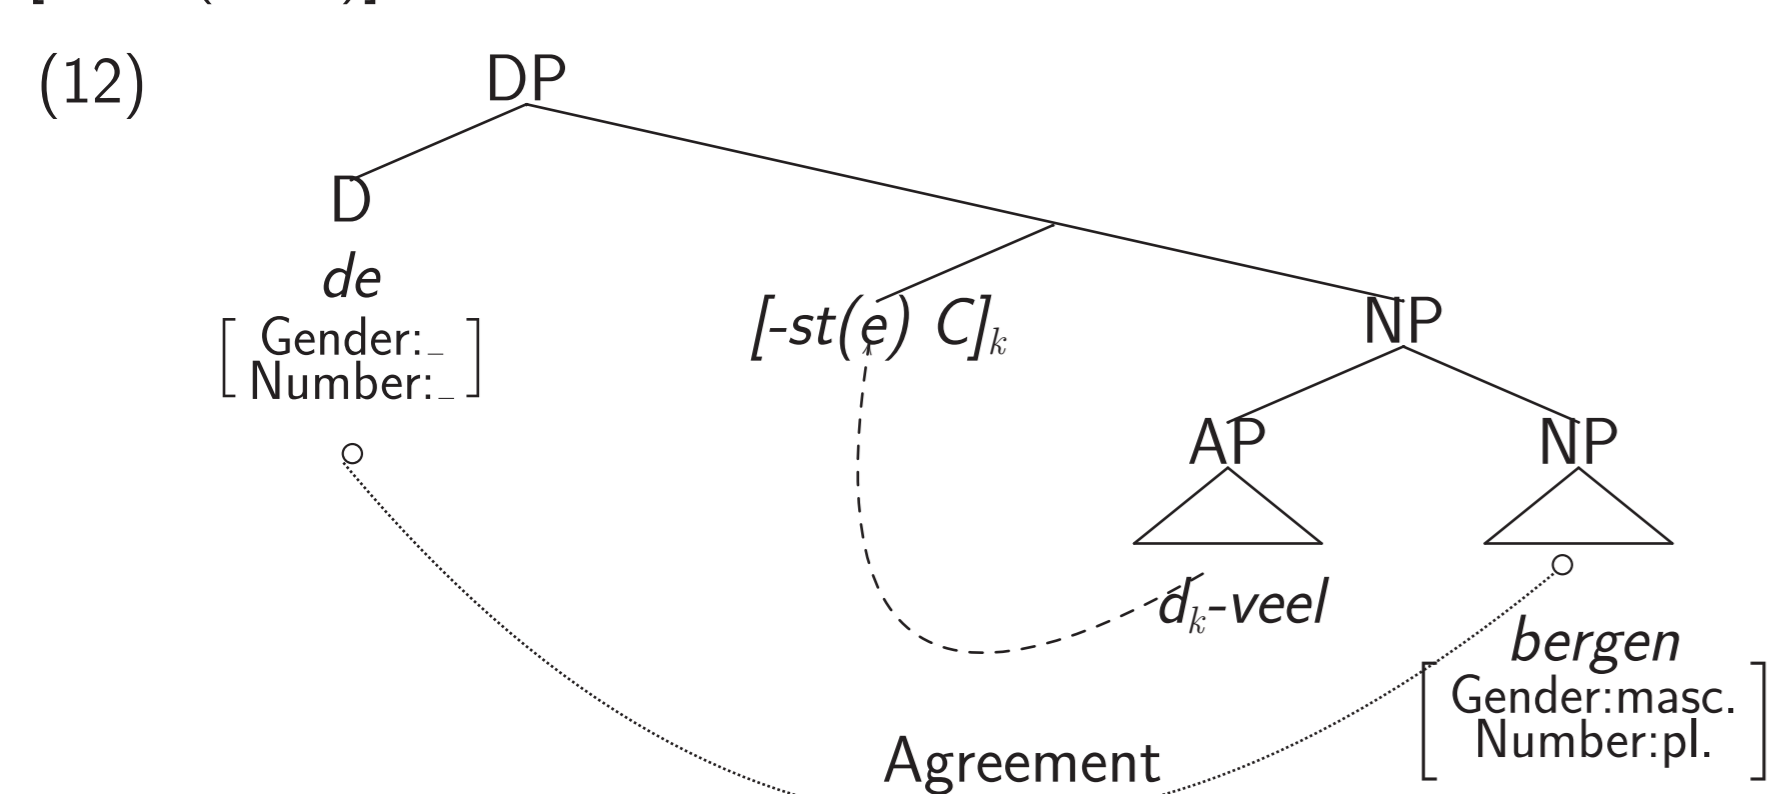 (12)
DP
D
de
[ Gender:_
Number:_ ]
[-st(e) C]k
NP
AP
NP
dk-veel
bergen
[ Gender:masc.
Number:pl. ]
Agreement